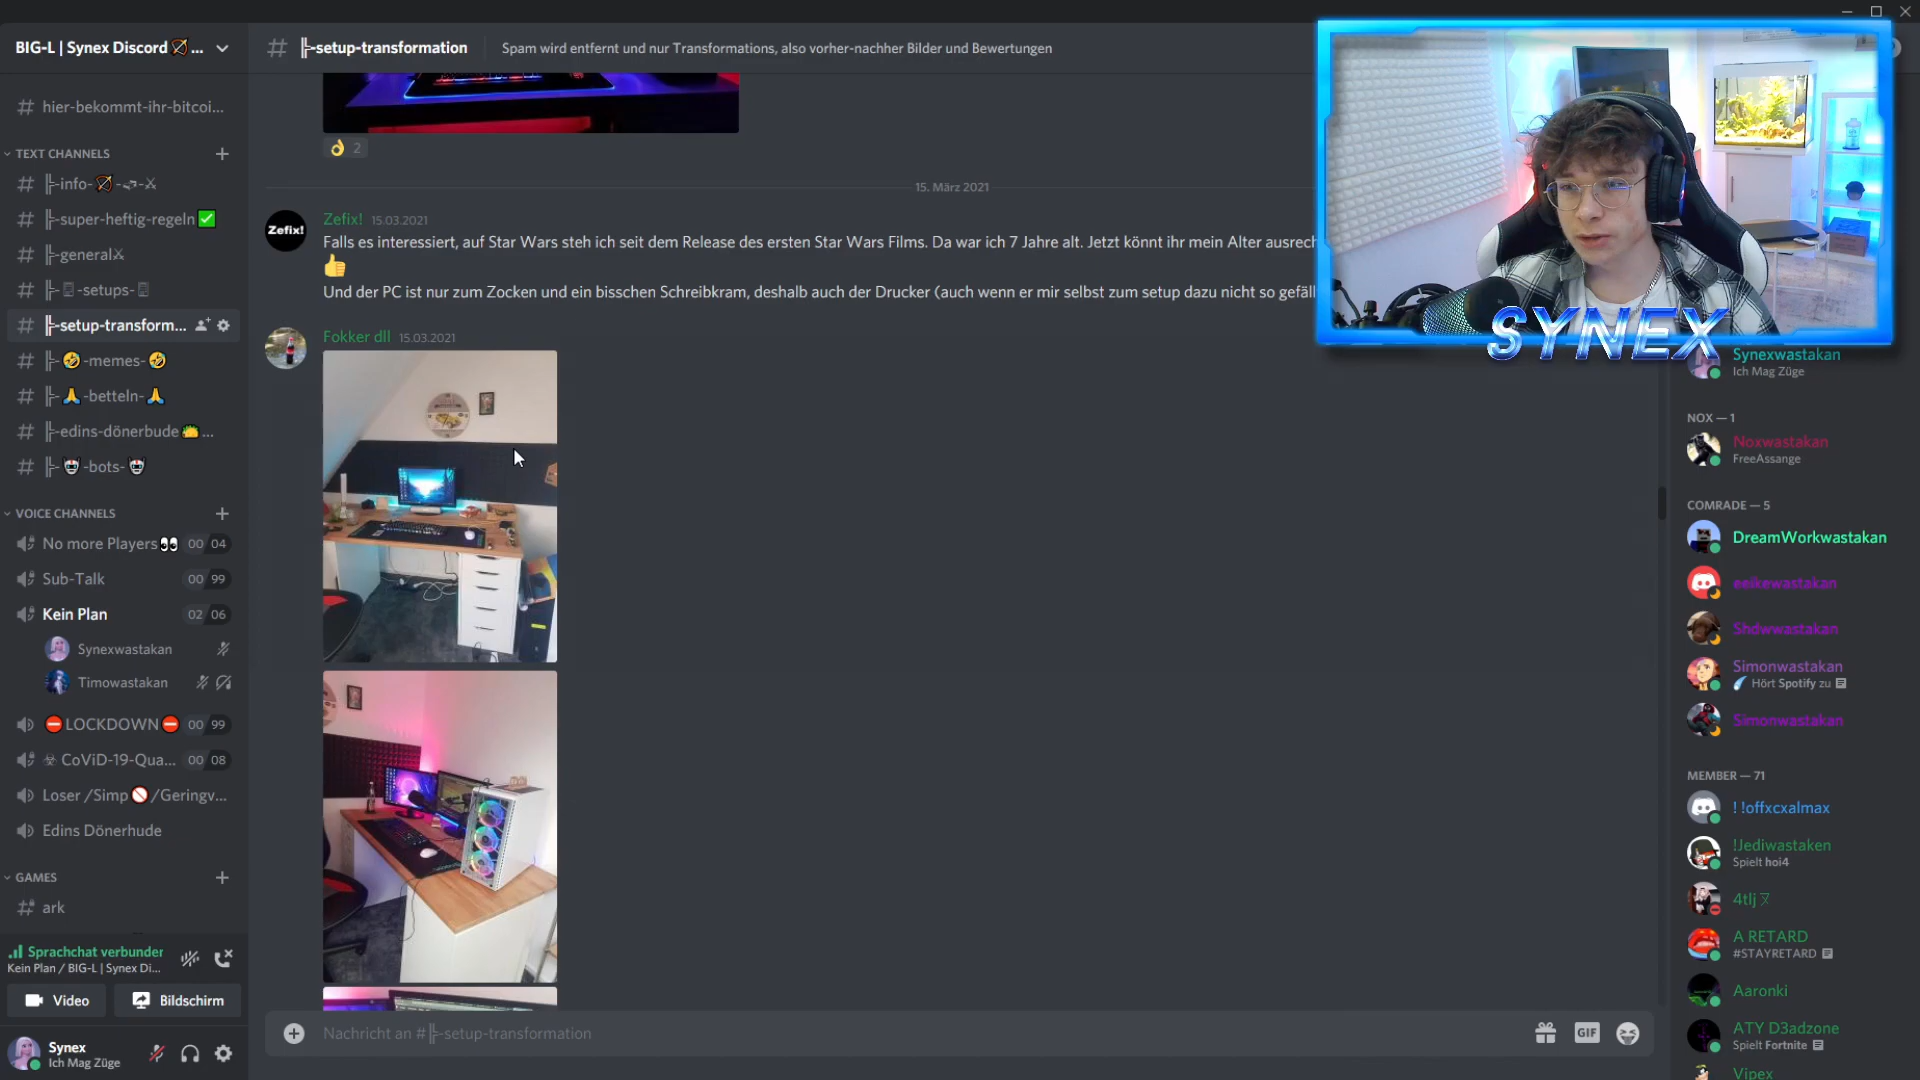 BIG-L | Synex Discord🏹...
╠-setup-transformation
Spam wird entfernt und nur Transformations, also vorher-nachher Bilder und Bewertungen
hier-bekommt-ihr-bitcoi...
TEXT CHANNELS
╠-info-🏹-🔫-⚔
╠-super-heftig-regeln✅
╠-general⚔
╠-🖥-setups-🖥
╠-setup-transform...
╠-🤣-memes-🤣
╠-🙏-betteln-🙏
╠-edins-dönerbude🌮...
╠-🤖-bots-🤖
VOICE CHANNELS
No more Players👀 00 04
Sub-Talk 00 99
Kein Plan 02 06
Synexwastakan
Timowastakan
⛔LOCKDOWN⛔ 00 99
☣ CoViD-19-Qua... 00 08
Loser /Simp🚫/Geringv...
Edins Dönerhude
GAMES
ark
Sprachchat verbunder
Kein Plan / BIG-L | Synex Di...
Video
Bildschirm
Synex
Ich Mag Züge
👌 2
15. März 2021
Zefix!
Zefix! 15.03.2021
Falls es interessiert, auf Star Wars steh ich seit dem Release des ersten Star Wars Films. Da war ich 7 Jahre alt. Jetzt könnt ihr mein Alter ausrech
👍
Und der PC ist nur zum Zocken und ein bisschen Schreibkram, deshalb auch der Drucker (auch wenn er mir selbst zum setup dazu nicht so gefäll
Fokker dll 15.03.2021
Nachricht an #╠-setup-transformation
GIF
SYNEX
Synexwastakan
Ich Mag Züge
NOX — 1
Noxwastakan
FreeAssange
COMRADE — 5
DreamWorkwastakan
eeikewastakan
Shdwwastakan
Simonwastakan
Hört Spotify zu
Simonwastakan
MEMBER — 71
! !offxcxalmax
!Jediwastaken
Spielt hoi4
4tlj ヌ
A RETARD
#STAYRETARD
Aaronki
ATY D3adzone
Spielt Fortnite
Vipex